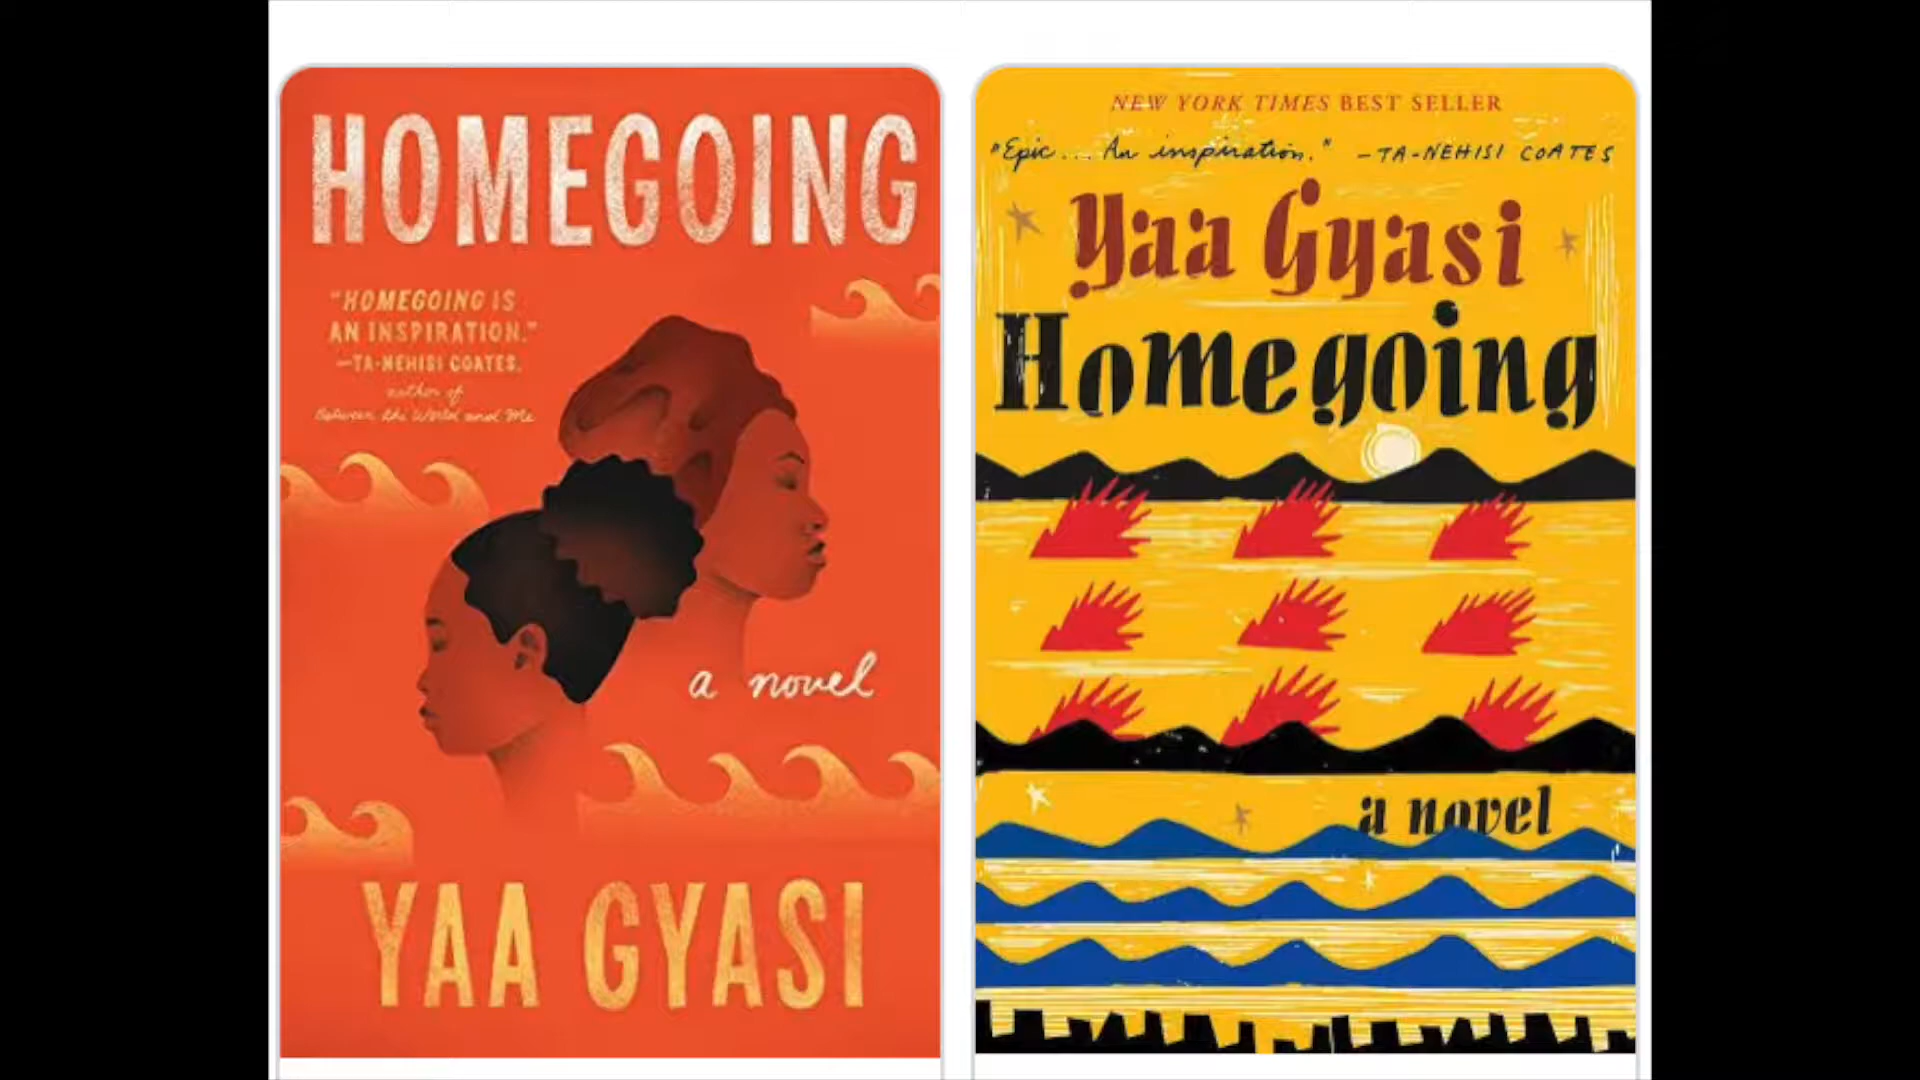 HOMEGOING
"HOMEGOING IS
AN INSPIRATION."
—TA-NEHISI COATES,
author of
Between the World and Me
a novel
YAA GYASI
NEW YORK TIMES BEST SELLER
"Epic... An inspiration." —TA-NEHISI COATES
Yaa Gyasi
Homegoing
a novel